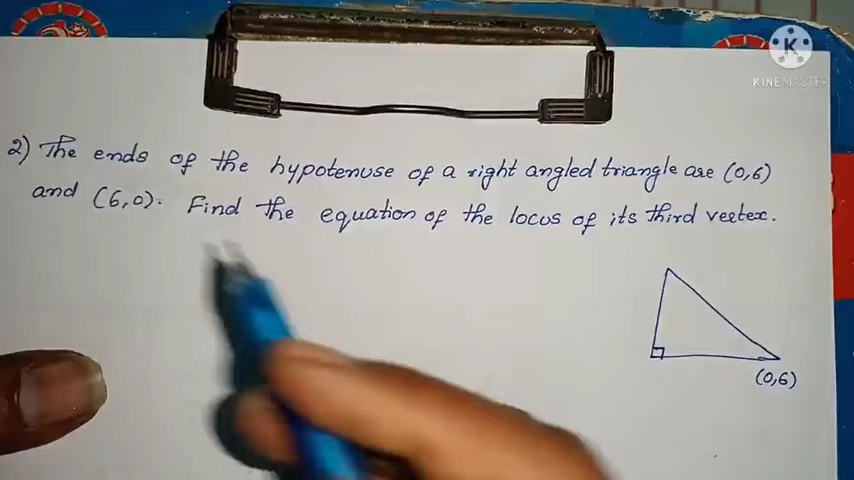 KINEMASTER
2) The ends of the hypotenuse of a right angled triangle are (0,6)
and (6,0). Find the equation of the locus of its third vertex.
(0,6)